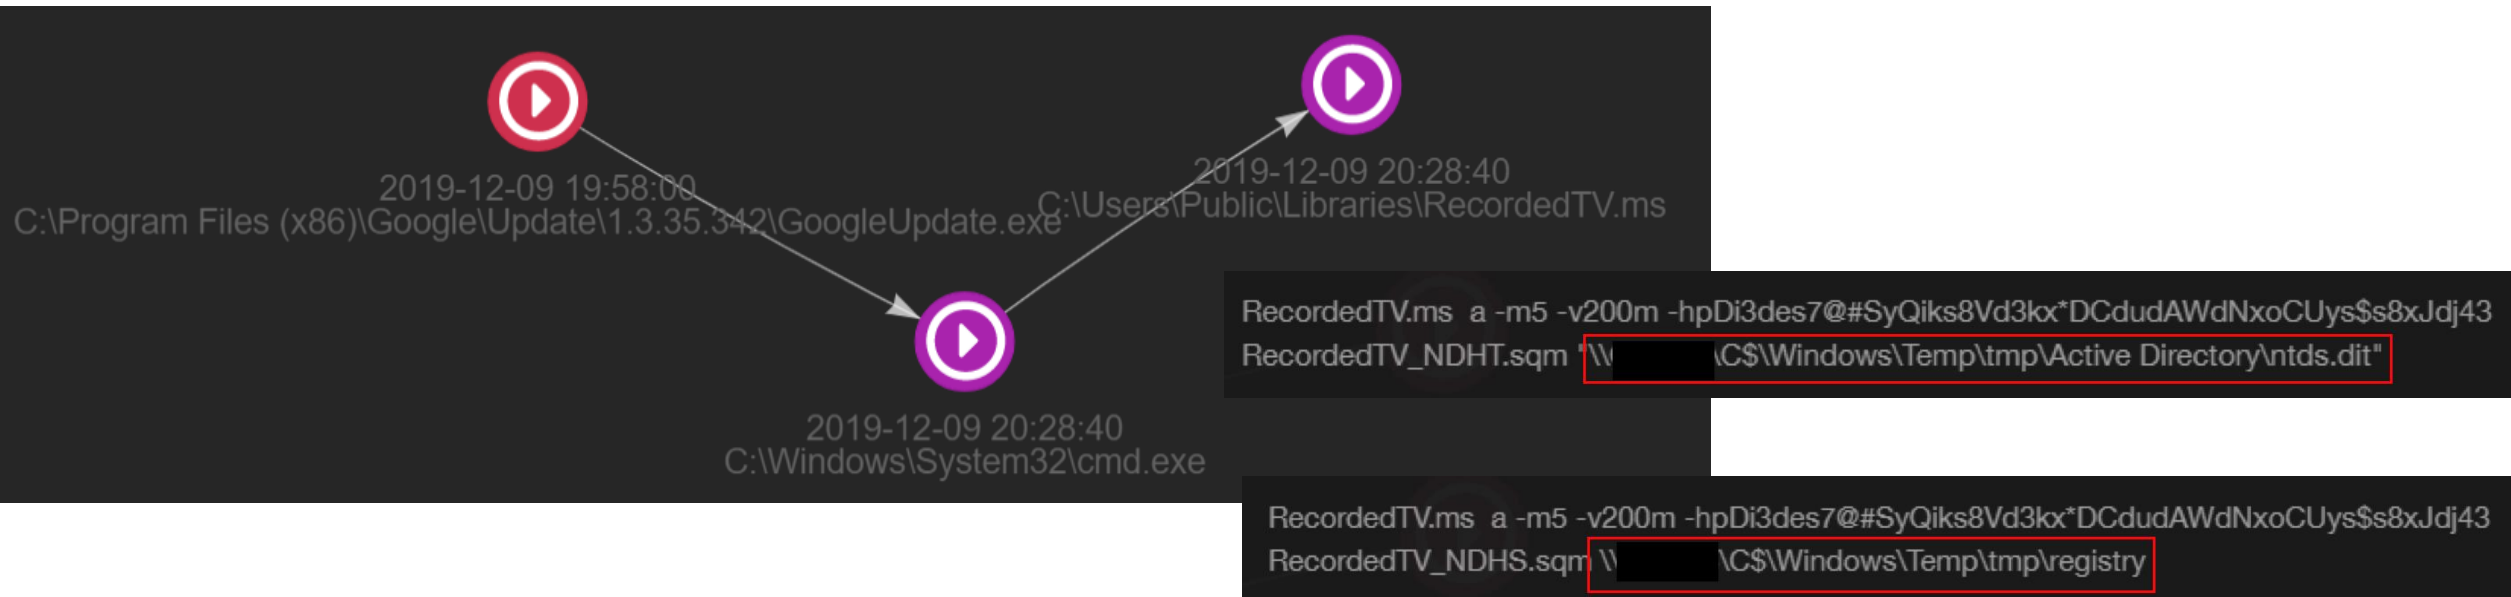 2019-12-09 19:58:00
C:\Program Files (x86)\Google\Update\1.3.35.342\GoogleUpdate.exe
2019-12-09 20:28:40
C:\Users\Public\Libraries\RecordedTV.ms
2019-12-09 20:28:40
C:\Windows\System32\cmd.exe
RecordedTV.ms a -m5 -v200m -hpDi3des7@#SyQiks8Vd3kx*DCdudAWdNxoCUys$s8xJdj43
RecordedTV_NDHT.sqm "\\ \C$\Windows\Temp\tmp\Active Directory\ntds.dit"
RecordedTV.ms a -m5 -v200m -hpDi3des7@#SyQiks8Vd3kx*DCdudAWdNxoCUys$s8xJdj43
RecordedTV_NDHS.sqm \\ \C$\Windows\Temp\tmp\registry